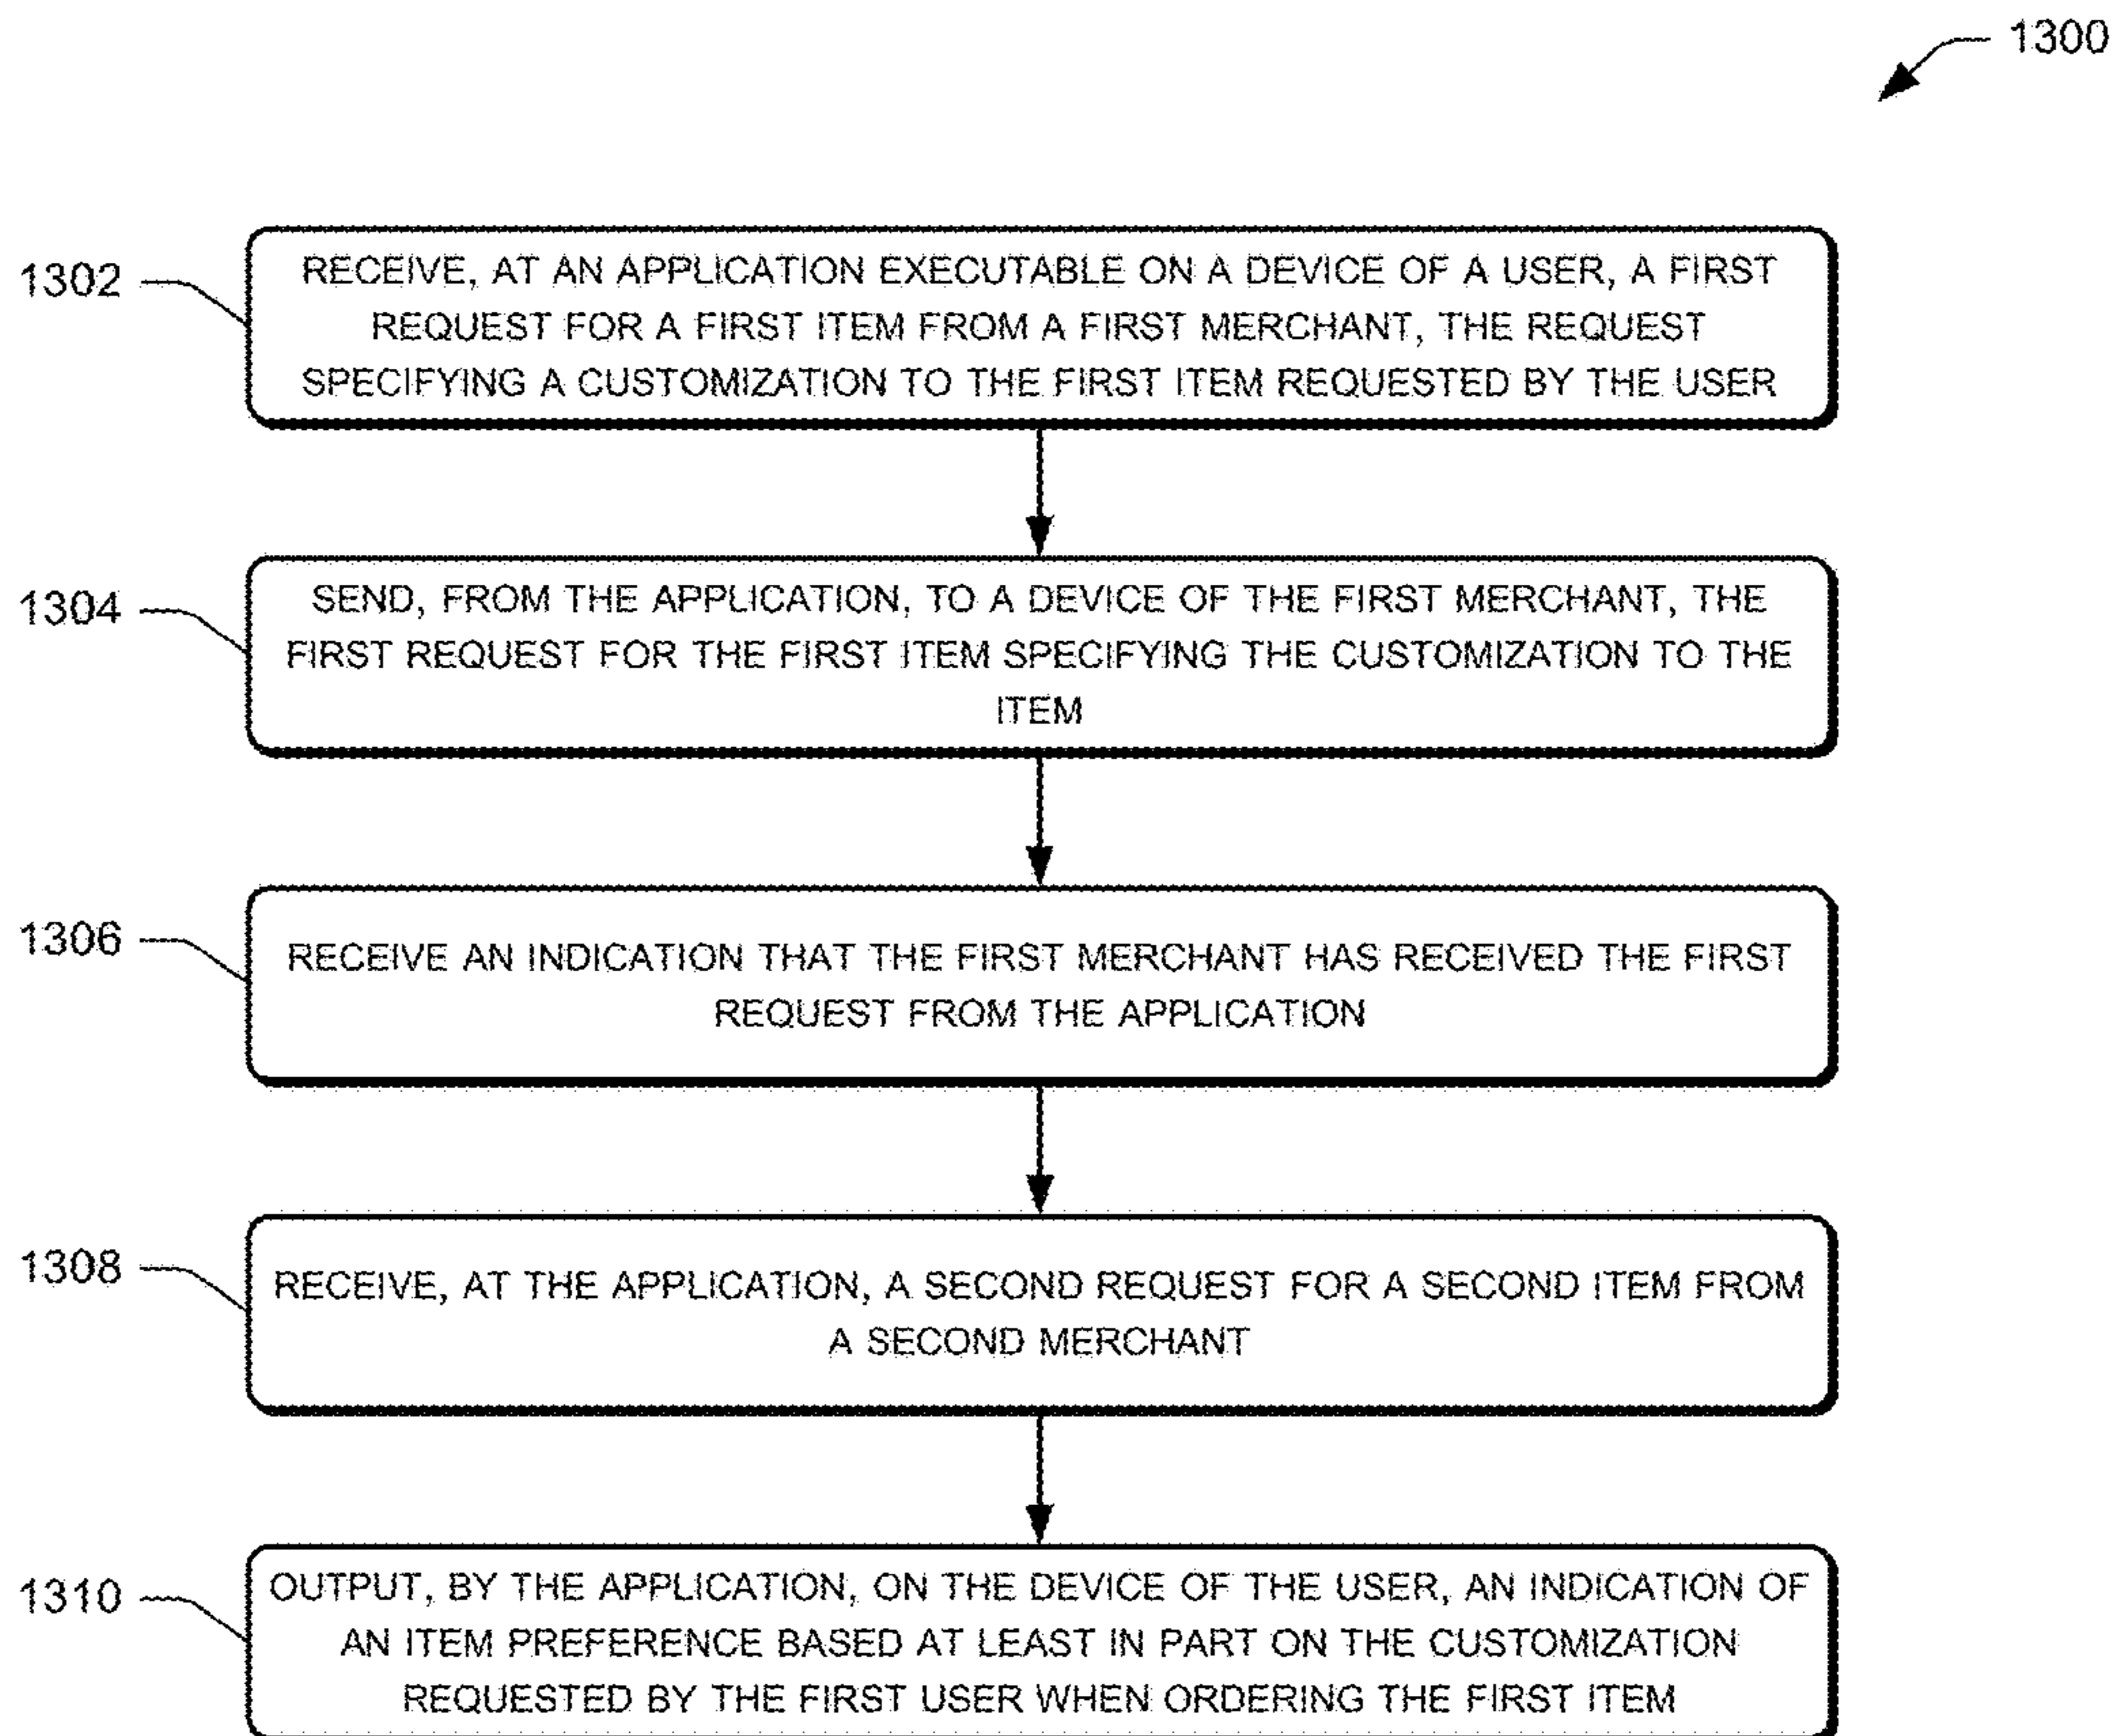 1300
1302
RECEIVE, AT AN APPLICATION EXECUTABLE ON A DEVICE OF A USER, A FIRST
REQUEST FOR A FIRST ITEM FROM A FIRST MERCHANT, THE REQUEST
SPECIFYING A CUSTOMIZATION TO THE FIRST ITEM REQUESTED BY THE USER
1304
SEND, FROM THE APPLICATION, TO A DEVICE OF THE FIRST MERCHANT, THE
FIRST REQUEST FOR THE FIRST ITEM SPECIFYING THE CUSTOMIZATION TO THE
ITEM
1306
RECEIVE AN INDICATION THAT THE FIRST MERCHANT HAS RECEIVED THE FIRST
REQUEST FROM THE APPLICATION
1308
RECEIVE, AT THE APPLICATION, A SECOND REQUEST FOR A SECOND ITEM FROM
A SECOND MERCHANT
1310
OUTPUT, BY THE APPLICATION, ON THE DEVICE OF THE USER, AN INDICATION OF
AN ITEM PREFERENCE BASED AT LEAST IN PART ON THE CUSTOMIZATION
REQUESTED BY THE FIRST USER WHEN ORDERING THE FIRST ITEM